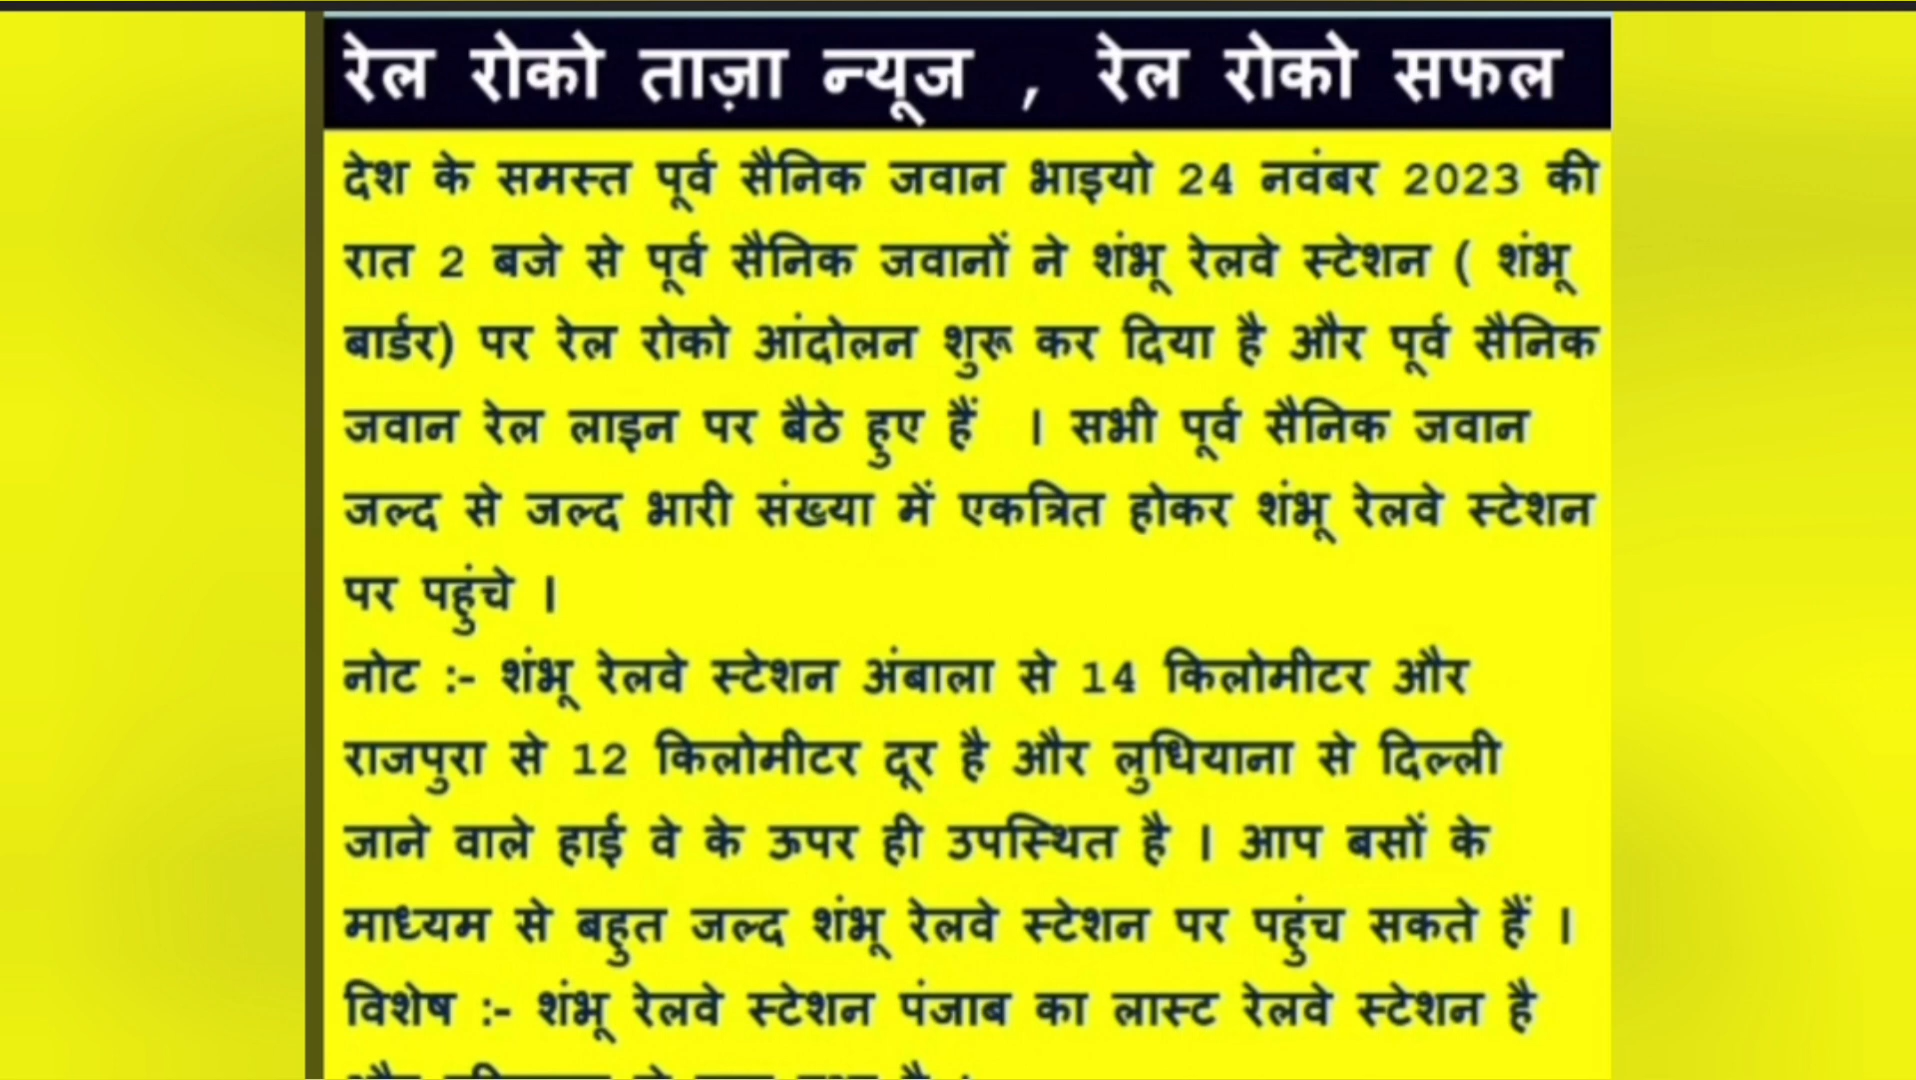 रेल रोको ताज़ा न्यूज , रेल रोको सफल
देश के समस्त पूर्व सैनिक जवान भाइयो 24 नवंबर 2023 की
रात 2 बजे से पूर्व सैनिक जवानों ने शंभू रेलवे स्टेशन ( शंभू
बार्डर) पर रेल रोको आंदोलन शुरू कर दिया है और पूर्व सैनिक
जवान रेल लाइन पर बैठे हुए हैं । सभी पूर्व सैनिक जवान
जल्द से जल्द भारी संख्या में एकत्रित होकर शंभू रेलवे स्टेशन
पर पहुंचे ।
नोट :- शंभू रेलवे स्टेशन अंबाला से 14 किलोमीटर और
राजपुरा से 12 किलोमीटर दूर है और लुधियाना से दिल्ली
जाने वाले हाई वे के ऊपर ही उपस्थित है । आप बसों के
माध्यम से बहुत जल्द शंभू रेलवे स्टेशन पर पहुंच सकते हैं ।
विशेष :- शंभू रेलवे स्टेशन पंजाब का लास्ट रेलवे स्टेशन है